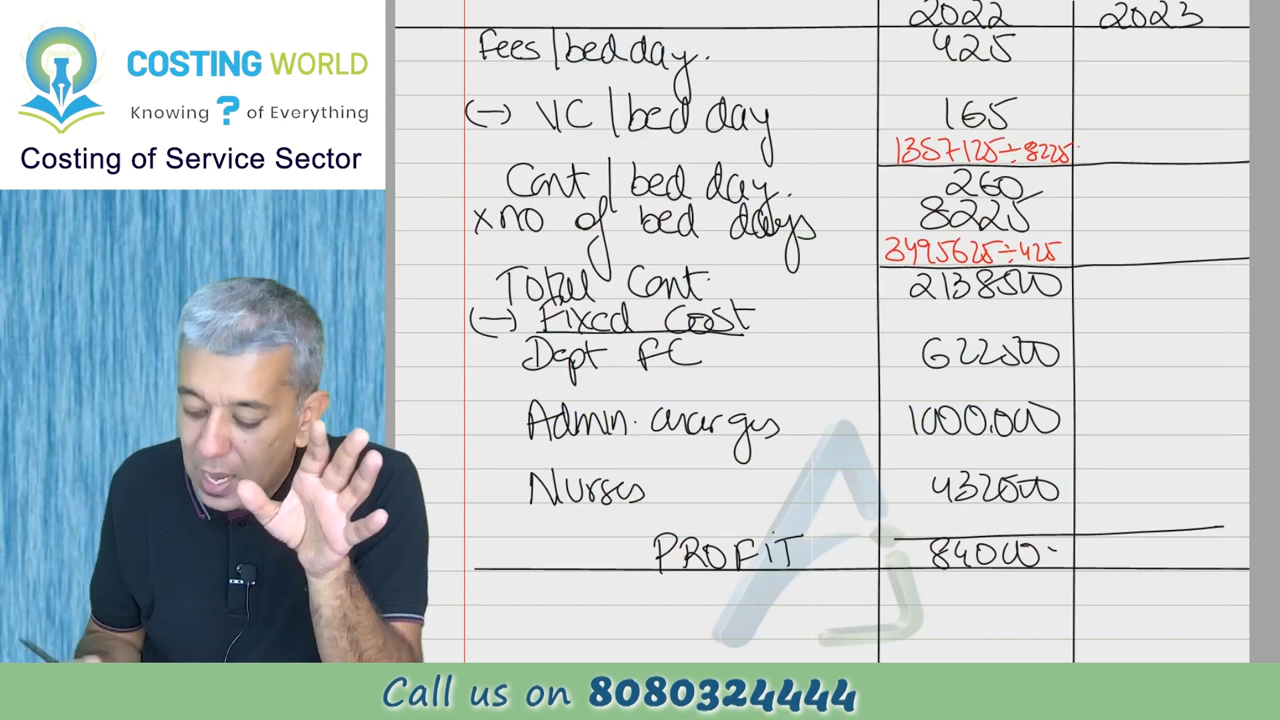 COSTING WORLD
Knowing ? of Everything
Costing of Service Sector
2022 2023
Fees/bed day. 425
(-) VC/bed day 165
1357125÷8225
Cont/bed day. 260
x no of bed days 8225
3495625÷425
Total Cont. 2138500
(-) Fixed Cost
Dept FC 622500
Admin. charges 1000,000
Nurses 432000
PROFIT 84000
Call us on 8080324444